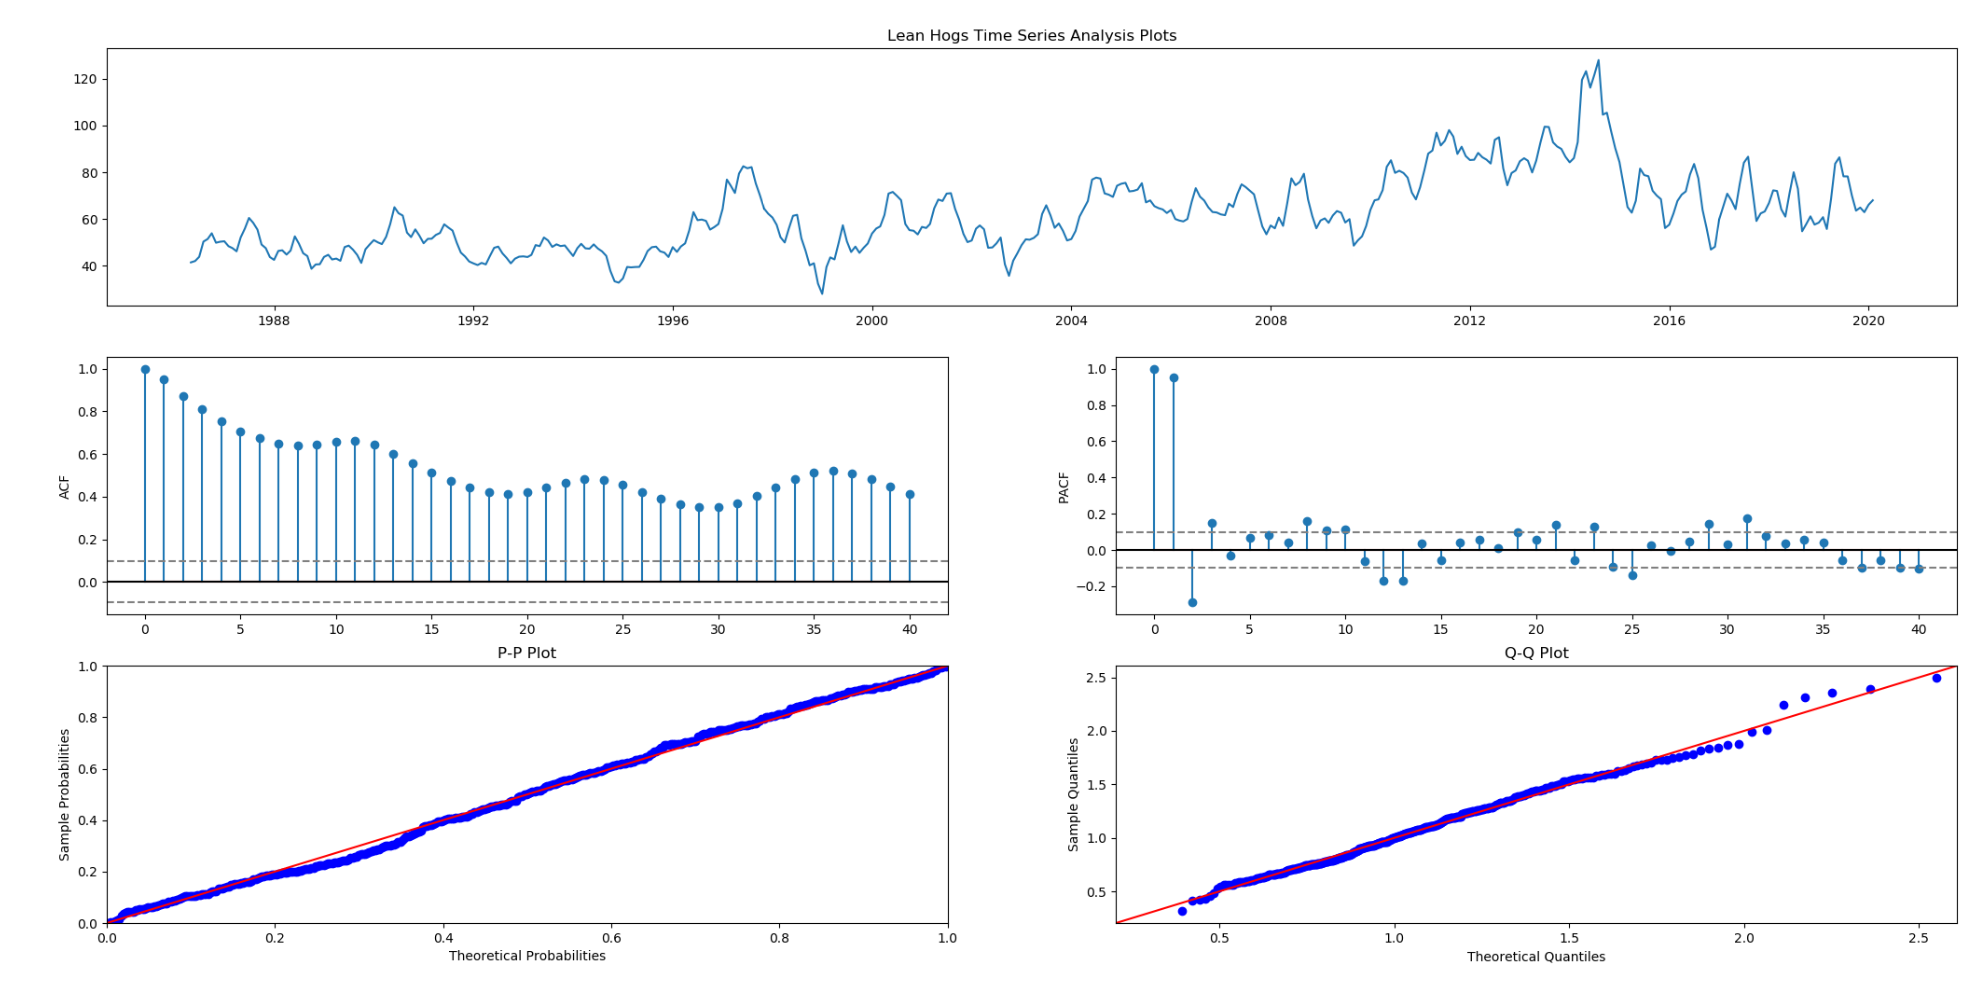 Lean Hogs Time Series Analysis Plots
120
100
80
60
40
1988 1992 1996 2000 2004 2008 2012 2016 2020
ACF
1.0
0.8
0.6
0.4
0.2
0.0
0 5 10 15 20 25 30 35 40
PACF
1.0
0.8
0.6
0.4
0.2
0.0
−0.2
0 5 10 15 20 25 30 35 40
P-P Plot
Sample Probabilities
1.0
0.8
0.6
0.4
0.2
0.0
0.0 0.2 0.4 0.6 0.8 1.0
Theoretical Probabilities
Q-Q Plot
Sample Quantiles
2.5
2.0
1.5
1.0
0.5
0.5 1.0 1.5 2.0 2.5
Theoretical Quantiles